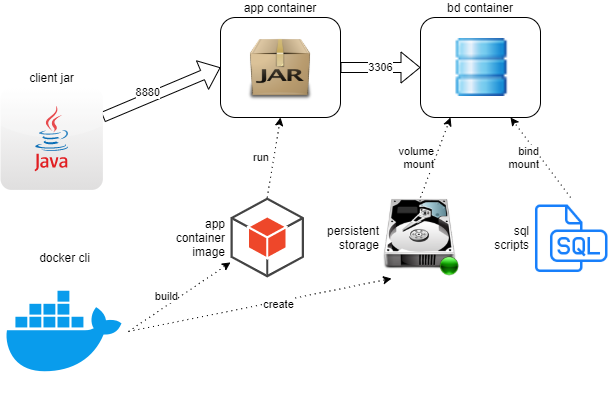 app container
bd container
client jar
JAR
3306
8880
Java
run
volume
mount
bind
mount
app
container
image
persistent
storage
sql
scripts
SQL
docker cli
build
create